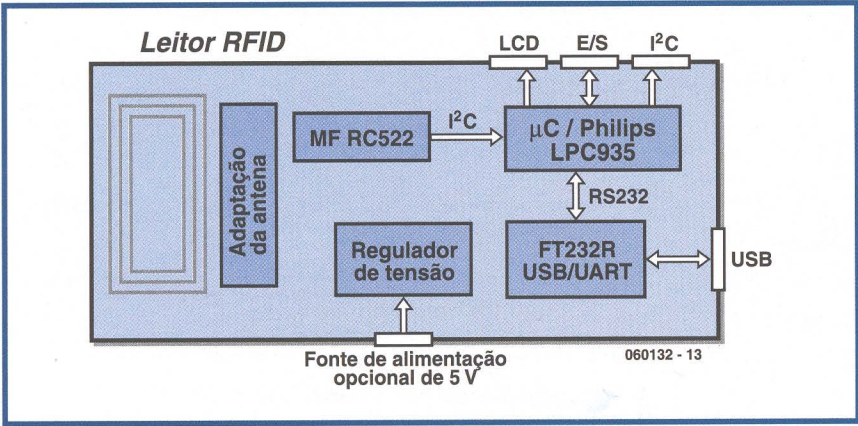 Leitor RFID
LCD
E/S
I²C
Adaptação
da antena
MF RC522
I²C
µC / Philips
LPC935
RS232
Regulador
de tensão
FT232R
USB/UART
USB
Fonte de alimentação
opcional de 5 V
060132 - 13